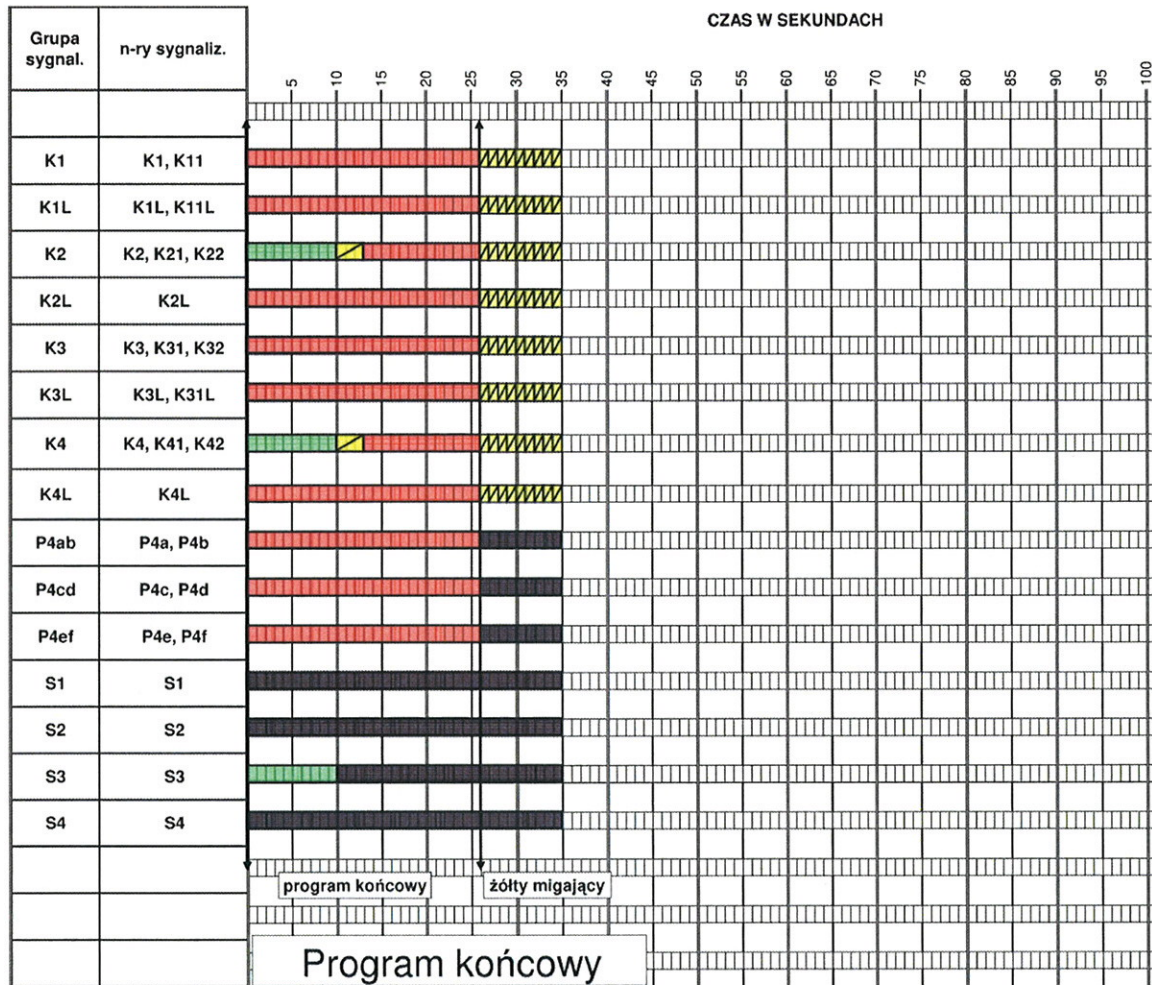 CZAS W SEKUNDACH
Grupa sygnal. n-ry sygnaliz.
5 10 15 20 25 30 35 40 45 50 55 60 65 70 75 80 85 90 95 100
K1 K1, K11
K1L K1L, K11L
K2 K2, K21, K22
K2L K2L
K3 K3, K31, K32
K3L K3L, K31L
K4 K4, K41, K42
K4L K4L
P4ab P4a, P4b
P4cd P4c, P4d
P4ef P4e, P4f
S1 S1
S2 S2
S3 S3
S4 S4
program końcowy żółty migający
Program końcowy